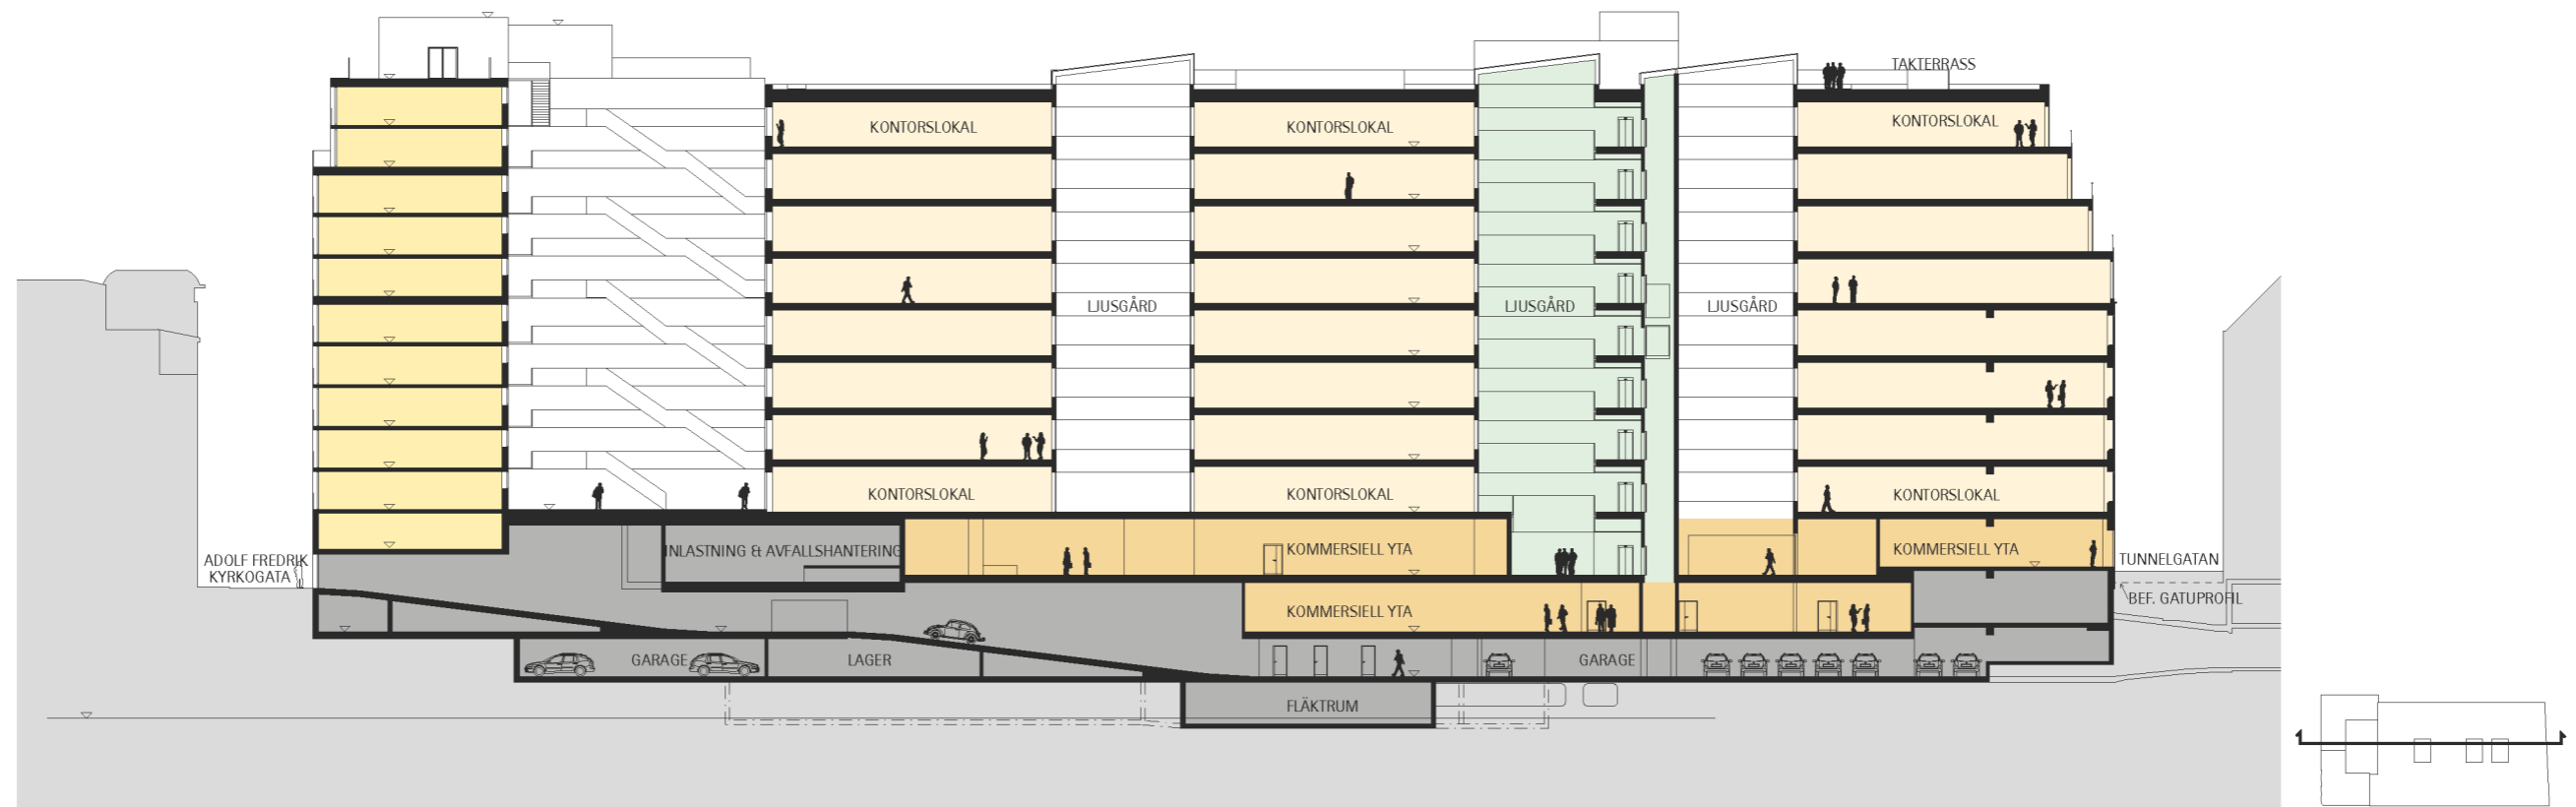 TAKTERRASS
KONTORSLOKAL
KONTORSLOKAL
KONTORSLOKAL
LJUSGÅRD
LJUSGÅRD
LJUSGÅRD
KONTORSLOKAL
KONTORSLOKAL
KONTORSLOKAL
INLASTNING & AVFALLSHANTERING
KOMMERSIELL YTA
KOMMERSIELL YTA
ADOLF FREDRIK
KYRKOGATA
TUNNELGATAN
BEF. GATUPROFIL
KOMMERSIELL YTA
GARAGE
LAGER
GARAGE
FLÄKTRUM